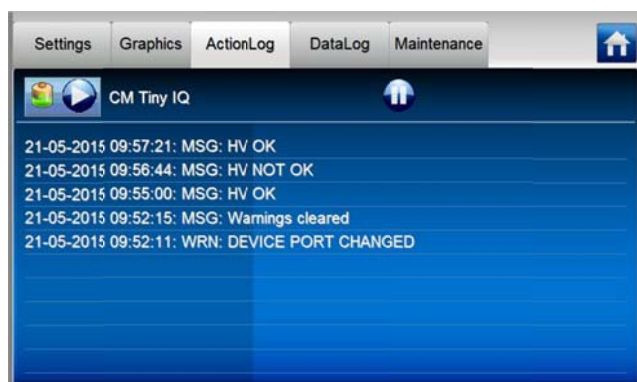 Settings Graphics ActionLog DataLog Maintenance
CM Tiny IQ
21-05-2015 09:57:21: MSG: HV OK
21-05-2015 09:56:44: MSG: HV NOT OK
21-05-2015 09:55:00: MSG: HV OK
21-05-2015 09:52:15: MSG: Warnings cleared
21-05-2015 09:52:11: WRN: DEVICE PORT CHANGED